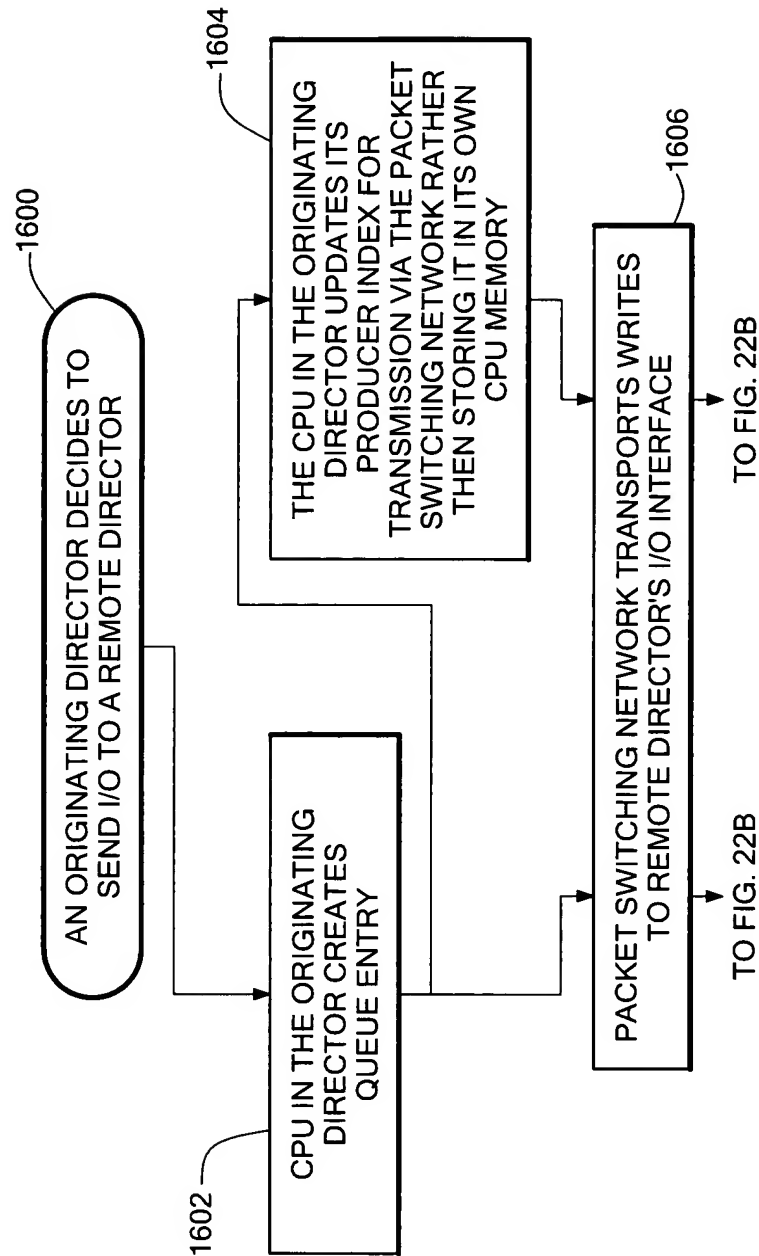 1600
AN ORIGINATING DIRECTOR DECIDES TO
SEND I/O TO A REMOTE DIRECTOR
1602
CPU IN THE ORIGINATING
DIRECTOR CREATES
QUEUE ENTRY
1604
THE CPU IN THE ORIGINATING
DIRECTOR UPDATES ITS
PRODUCER INDEX FOR
TRANSMISSION VIA THE PACKET
SWITCHING NETWORK RATHER
THEN STORING IT IN ITS OWN
CPU MEMORY
1606
PACKET SWITCHING NETWORK TRANSPORTS WRITES
TO REMOTE DIRECTOR'S I/O INTERFACE
TO FIG. 22B
TO FIG. 22B